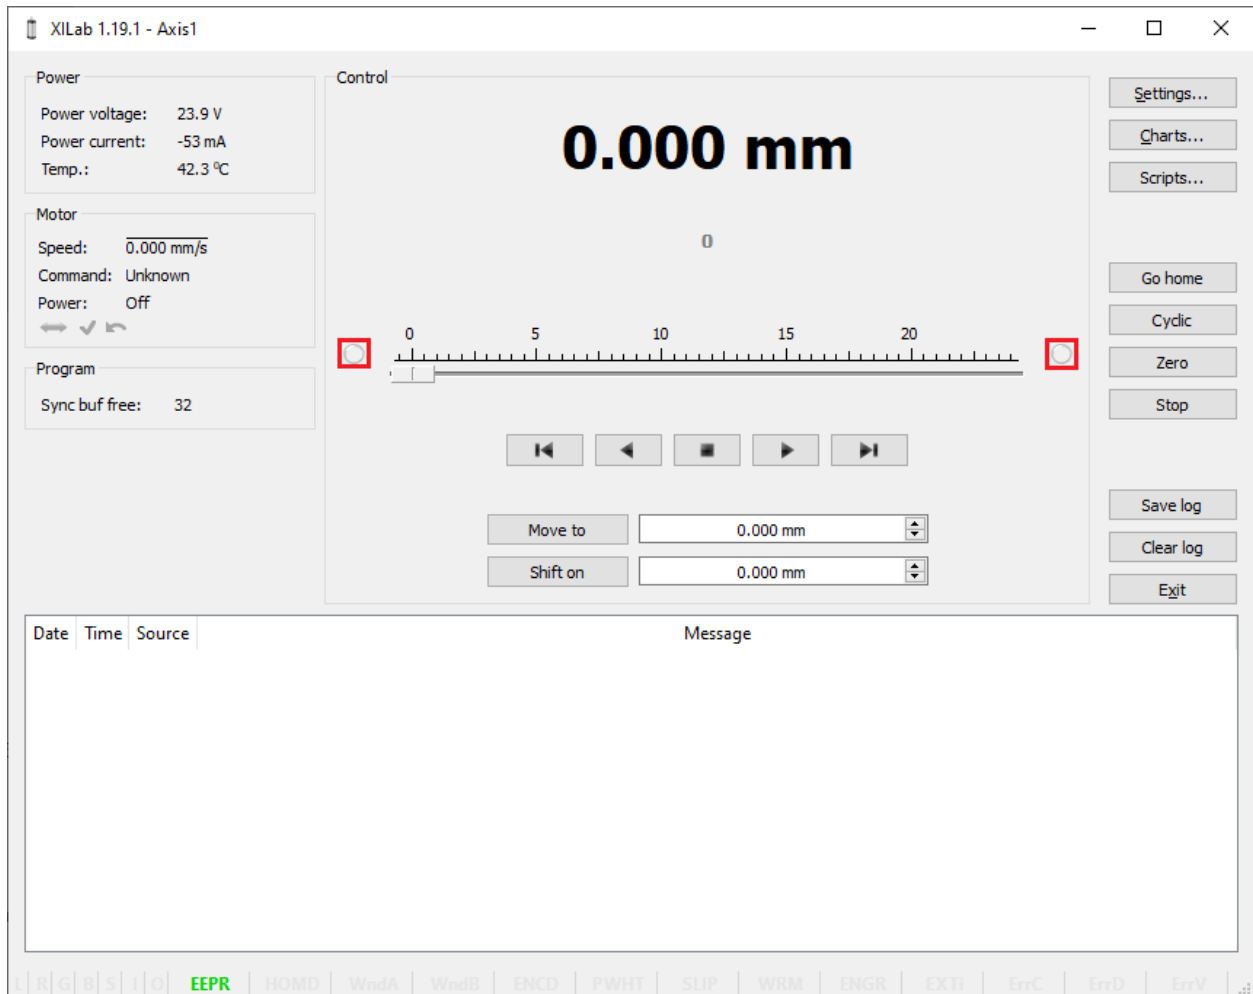 XILab 1.19.1 - Axis1
Power
Power voltage: 23.9 V
Power current: -53 mA
Temp.: 42.3 ⁰C
Motor
Speed: 0.000 mm/s
Command: Unknown
Power: Off
Program
Sync buf free: 32
Control
0.000 mm
0
0 5 10 15 20
Move to 0.000 mm
Shift on 0.000 mm
Settings...
Charts...
Scripts...
Go home
Cyclic
Zero
Stop
Save log
Clear log
Exit
Date Time Source Message
L R G B S I O EEPR HOMD WndA WndB ENCD PWHT SLIP WRM ENGR EXTi ErrC ErrD ErrV